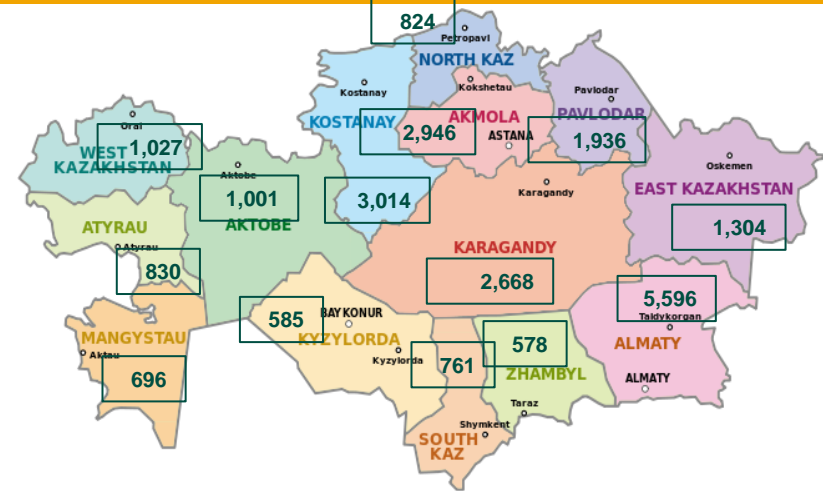 824
Petropavl
NORTH KAZ
Kostanay
Kokshetau
Pavlodar
KOSTANAY
2,946
AKMOLA
ASTANA
PAVLODAR
1,936
Oral
WEST
KAZAKHSTAN
1,027
Aktobe
1,001
AKTOBE
3,014
Karagandy
Oskemen
EAST KAZAKHSTAN
1,304
ATYRAU
Atyrau
830
KARAGANDY
2,668
5,596
Taldykorgan
ALMATY
ALMATY
MANGYSTAU
Aktau
696
585
BAYKONUR
KYZYLORDA
Kyzylorda
761
578
ZHAMBYL
Taraz
Shymkent
SOUTH
KAZ